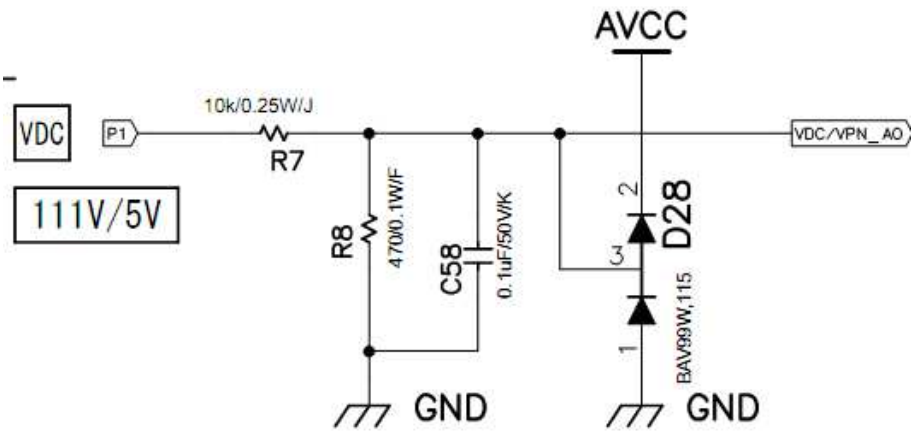 AVCC
10k/0.25W/J
VDC
P1
R7
VDC/VPN_AO
111V/5V
R8
470/0.1W/F
C58
0.1uF/50V/K
2
3
1
D28
BAV99W,115
GND
GND